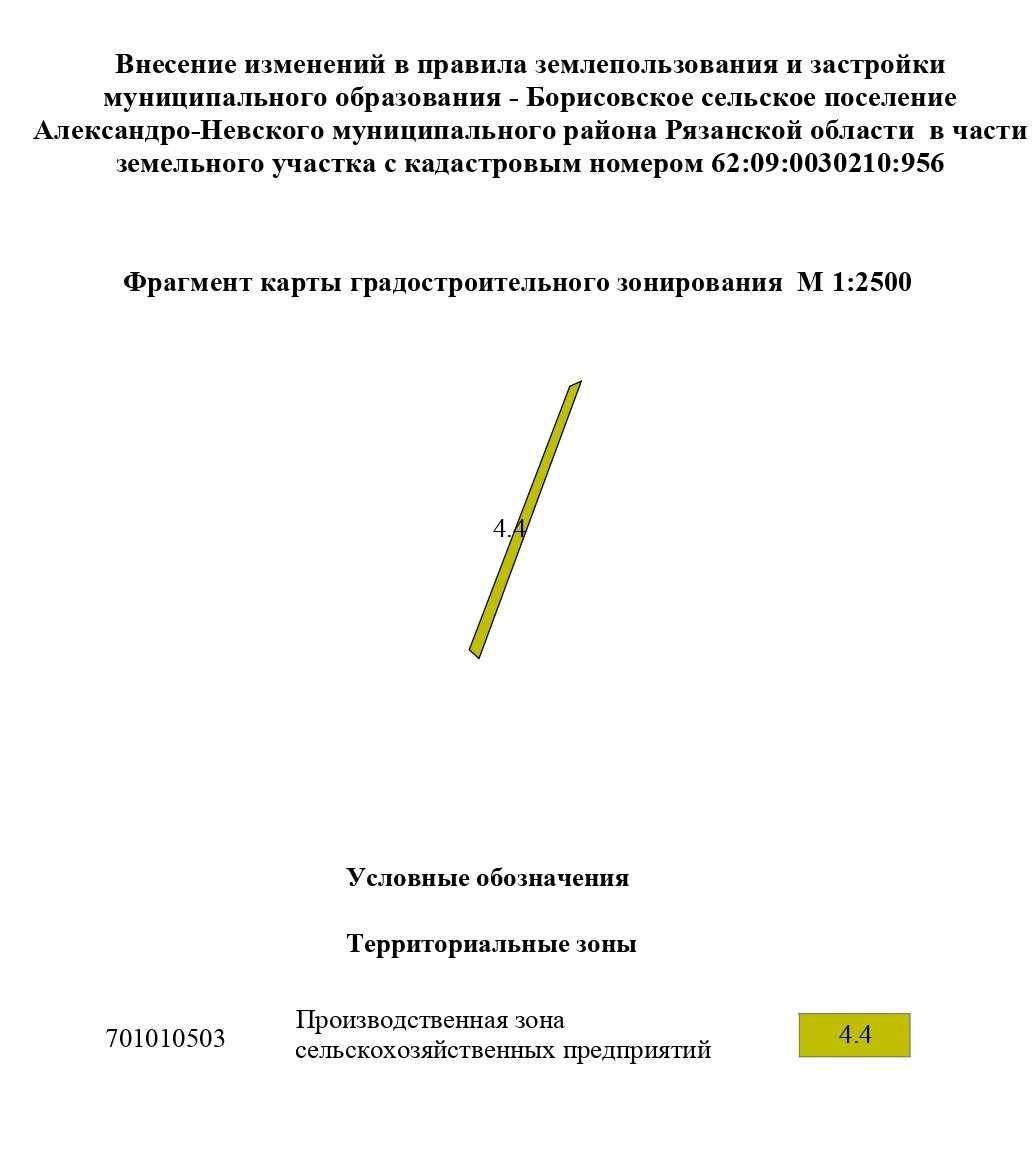 Внесение изменений в правила землепользования и застройки
муниципального образования - Борисовское сельское поселение
Александро-Невского муниципального района Рязанской области в части
земельного участка с кадастровым номером 62:09:0030210:956
Фрагмент карты градостроительного зонирования М 1:2500
4.4
Условные обозначения
Территориальные зоны
701010503
Производственная зона
сельскохозяйственных предприятий
4.4